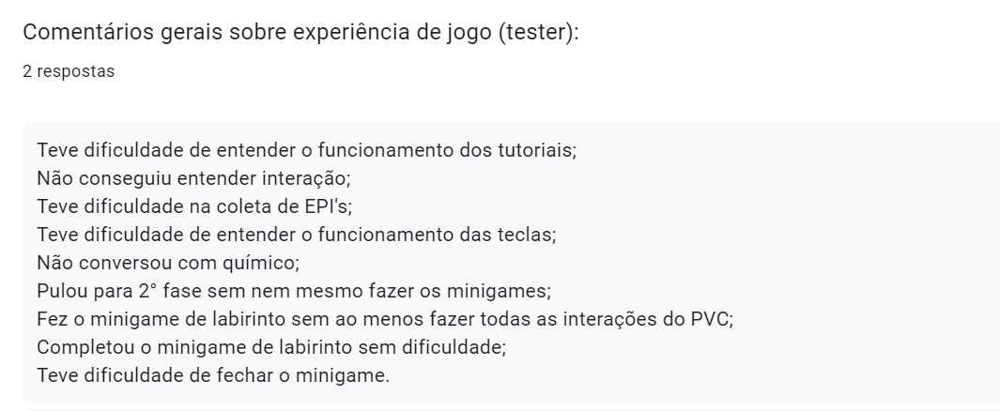 Comentários gerais sobre experiência de jogo (tester):
2 respostas
Teve dificuldade de entender o funcionamento dos tutoriais;
Não conseguiu entender interação;
Teve dificuldade na coleta de EPI's;
Teve dificuldade de entender o funcionamento das teclas;
Não conversou com químico;
Pulou para 2° fase sem nem mesmo fazer os minigames;
Fez o minigame de labirinto sem ao menos fazer todas as interações do PVC;
Completou o minigame de labirinto sem dificuldade;
Teve dificuldade de fechar o minigame.